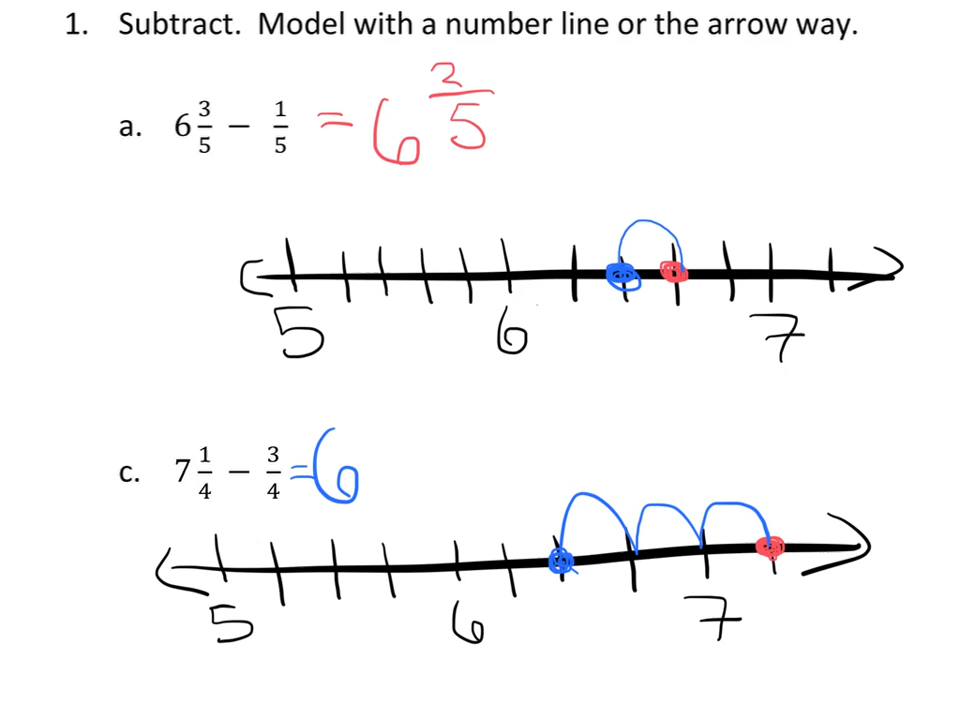 1. Subtract. Model with a number line or the arrow way.
a. 6 3/5 − 1/5 = 6 2/5
5 6 7
c. 7 1/4 − 3/4 = 6
5 6 7